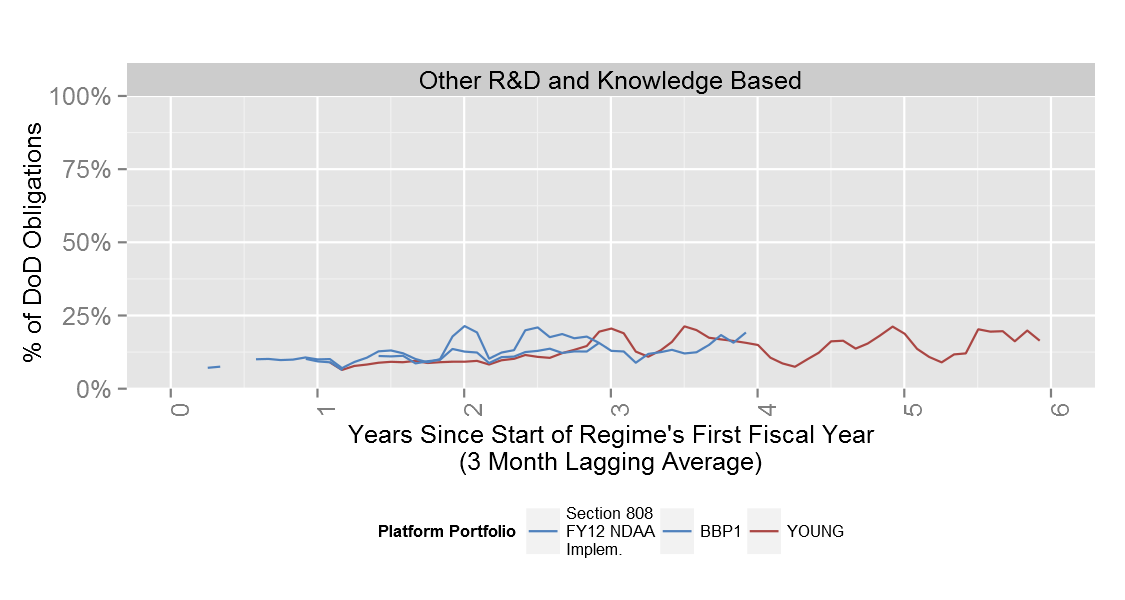 Other R&D and Knowledge Based
100%
75%
50%
25%
0%
% of DoD Obligations
0
1
2
3
4
5
6
Years Since Start of Regime's First Fiscal Year
(3 Month Lagging Average)
Platform Portfolio
Section 808
FY12 NDAA
Implem.
BBP1
YOUNG